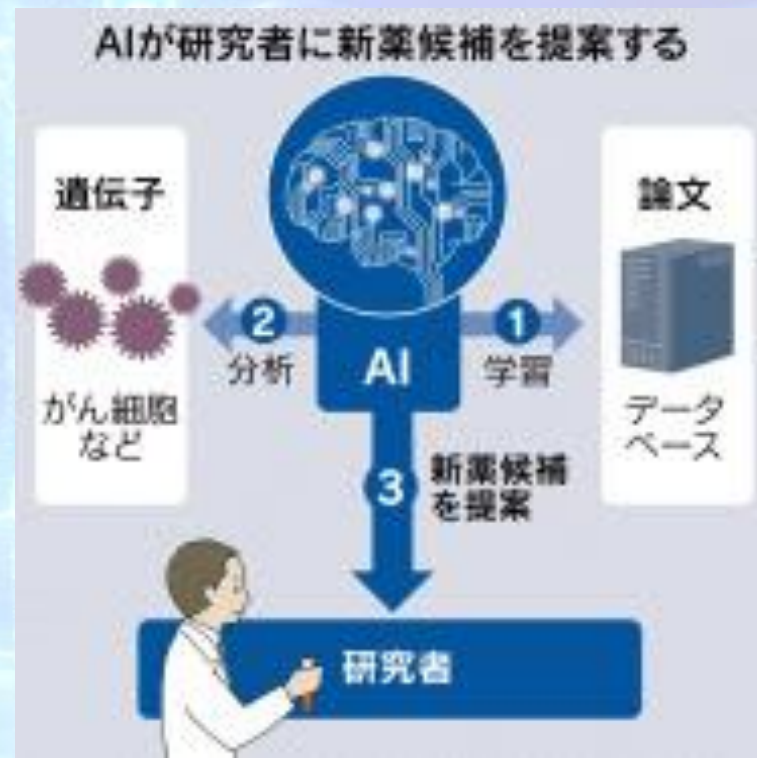 AIが研究者に新薬候補を提案する
遺伝子
がん細胞
など
2
分析
AI
1
学習
論文
データ
ベース
3
新薬候補
を提案
研究者